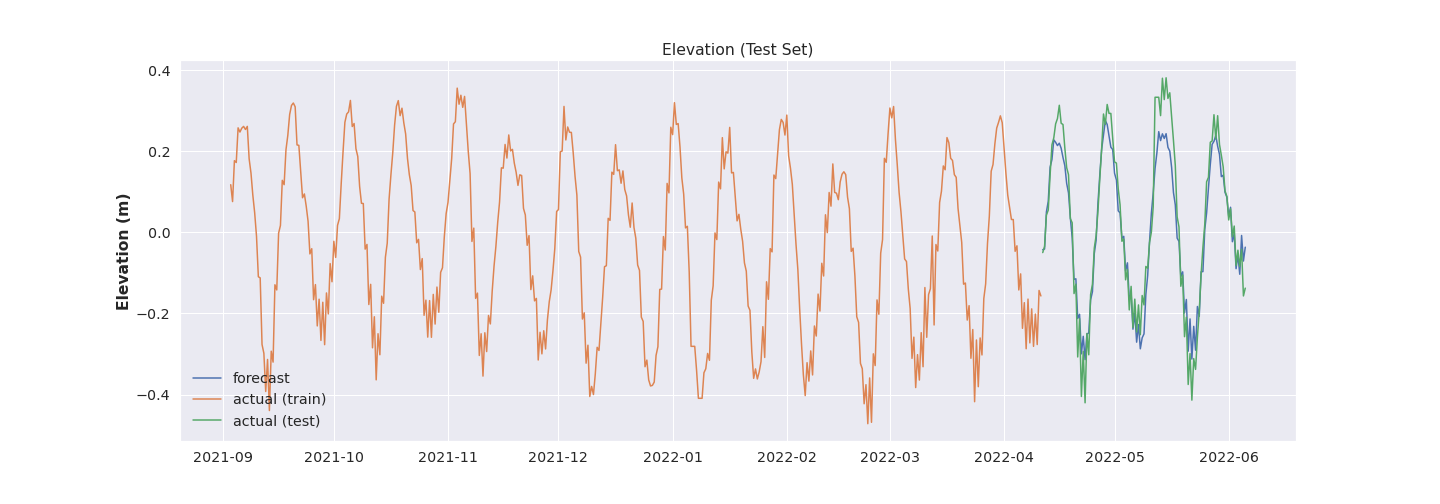 Elevation (Test Set)
Elevation (m)
0.4
0.2
0.0
−0.2
−0.4
forecast
actual (train)
actual (test)
2021-09 2021-10 2021-11 2021-12 2022-01 2022-02 2022-03 2022-04 2022-05 2022-06